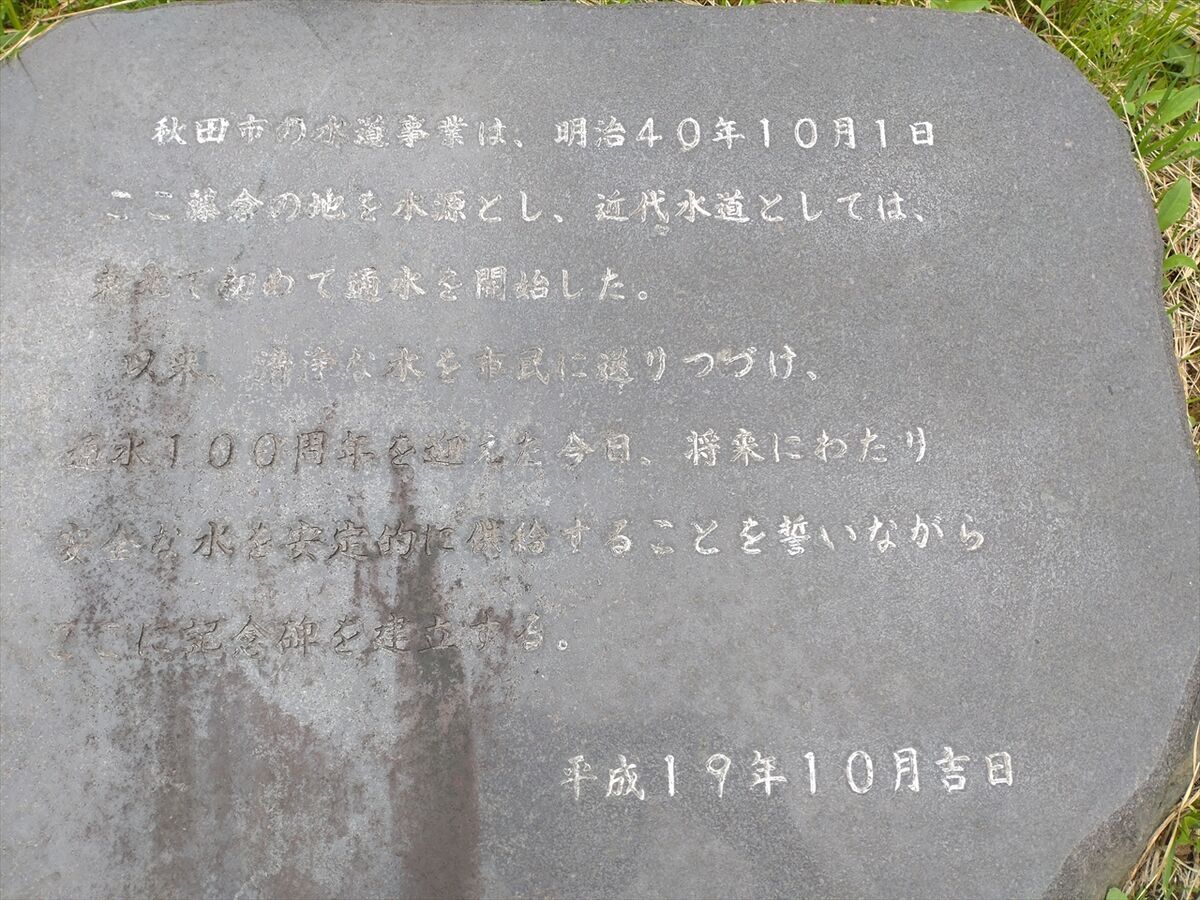 秋田市の水道事業は、明治40年10月1日
ここ藤倉の地を水源とし、近代水道としては、
東北で初めて通水を開始した。
以来、清浄な水を市民に送りつづけ、
通水100周年を迎えた今日、将来にわたり
安全な水を安定的に供給することを誓いながら
ここに記念碑を建立する。
平成19年10月吉日